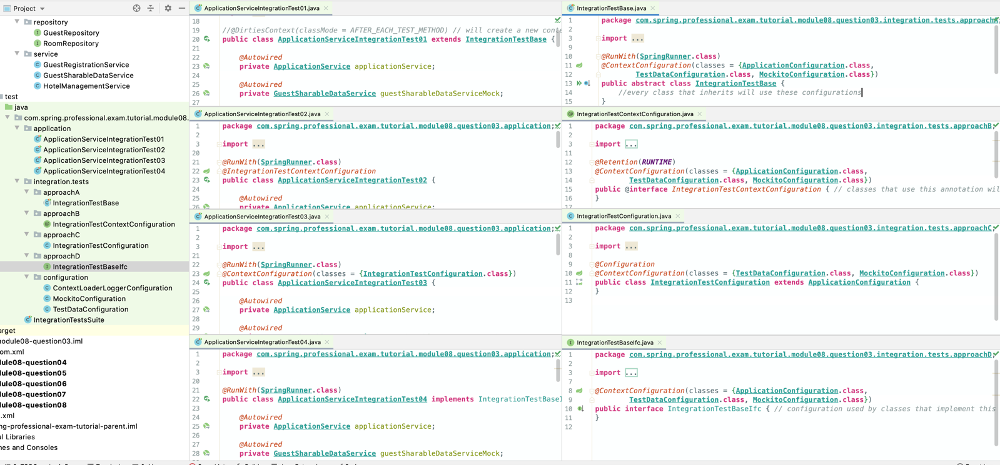 Project
repository
GuestRepository
RoomRepository
service
GuestRegistrationService
GuestSharableDataService
HotelManagementService
test
java
com.spring.professional.exam.tutorial.module08.
application
ApplicationServiceIntegrationTest01
ApplicationServiceIntegrationTest02
ApplicationServiceIntegrationTest03
ApplicationServiceIntegrationTest04
integration.tests
approachA
IntegrationTestBase
approachB
IntegrationTestContextConfiguration
approachC
IntegrationTestConfiguration
approachD
IntegrationTestBaseIfc
configuration
ContextLoaderLoggerConfiguration
MockitoConfiguration
TestDataConfiguration
IntegrationTestsSuite
arget
odule08-question03.iml
om.xml
lule08-question04
lule08-question05
lule08-question06
lule08-question07
lule08-question08
.xml
ng-professional-exam-tutorial-parent.iml
al Libraries
hes and Consoles
ApplicationServiceIntegrationTest01.java
18
19 //@DirtiesContext(classMode = AFTER_EACH_TEST_METHOD) // will create a new conte
20 public class ApplicationServiceIntegrationTest01 extends IntegrationTestBase {
21
22 @Autowired
23 private ApplicationService applicationService;
24
25 @Autowired
26 private GuestSharableDataService guestSharableDataServiceMock;
27
ApplicationServiceIntegrationTest02.java
1 package com.spring.professional.exam.tutorial.module08.question03.application;
2
3 import ...
20
21 @RunWith(SpringRunner.class)
22 @IntegrationTestContextConfiguration
23 public class ApplicationServiceIntegrationTest02 {
24
25 @Autowired
26 private ApplicationService applicationService;
ApplicationServiceIntegrationTest03.java
1 package com.spring.professional.exam.tutorial.module08.question03.application;
2
3 import ...
21
22 @RunWith(SpringRunner.class)
23 @ContextConfiguration(classes = {IntegrationTestConfiguration.class})
24 public class ApplicationServiceIntegrationTest03 {
25
26 @Autowired
27 private ApplicationService applicationService;
28
29 @Autowired
ApplicationServiceIntegrationTest04.java
1 package com.spring.professional.exam.tutorial.module08.question03.application;
2
3 import ...
20
21 @RunWith(SpringRunner.class)
22 public class ApplicationServiceIntegrationTest04 implements IntegrationTestBaseI
23
24 @Autowired
25 private ApplicationService applicationService;
26
27 @Autowired
28 private GuestSharableDataService guestSharableDataServiceMock;
IntegrationTestBase.java
1 package com.spring.professional.exam.tutorial.module08.question03.integration.tests.approachA
2
3 import ...
9
10 @RunWith(SpringRunner.class)
11 @ContextConfiguration(classes = {ApplicationConfiguration.class,
12 TestDataConfiguration.class, MockitoConfiguration.class})
13 public abstract class IntegrationTestBase {
14 //every class that inherits will use these configurations
15 }
IntegrationTestContextConfiguration.java
1 package com.spring.professional.exam.tutorial.module08.question03.integration.tests.approachB;
2
3 import ...
11
12 @Retention(RUNTIME)
13 @ContextConfiguration(classes = {ApplicationConfiguration.class,
14 TestDataConfiguration.class, MockitoConfiguration.class})
15 public @interface IntegrationTestContextConfiguration { // classes that use this annotation wil
16 }
17
IntegrationTestConfiguration.java
1 package com.spring.professional.exam.tutorial.module08.question03.integration.tests.approachC;
2
3 import ...
8
9 @Configuration
10 @ContextConfiguration(classes = {TestDataConfiguration.class, MockitoConfiguration.class})
11 public class IntegrationTestConfiguration extends ApplicationConfiguration {
12 }
13
IntegrationTestBaseIfc.java
1 package com.spring.professional.exam.tutorial.module08.question03.integration.tests.approachD;
2
3 import ...
7
8 @ContextConfiguration(classes = {ApplicationConfiguration.class,
9 TestDataConfiguration.class, MockitoConfiguration.class})
10 public interface IntegrationTestBaseIfc { // configuration used by classes that implement this
11 }
12